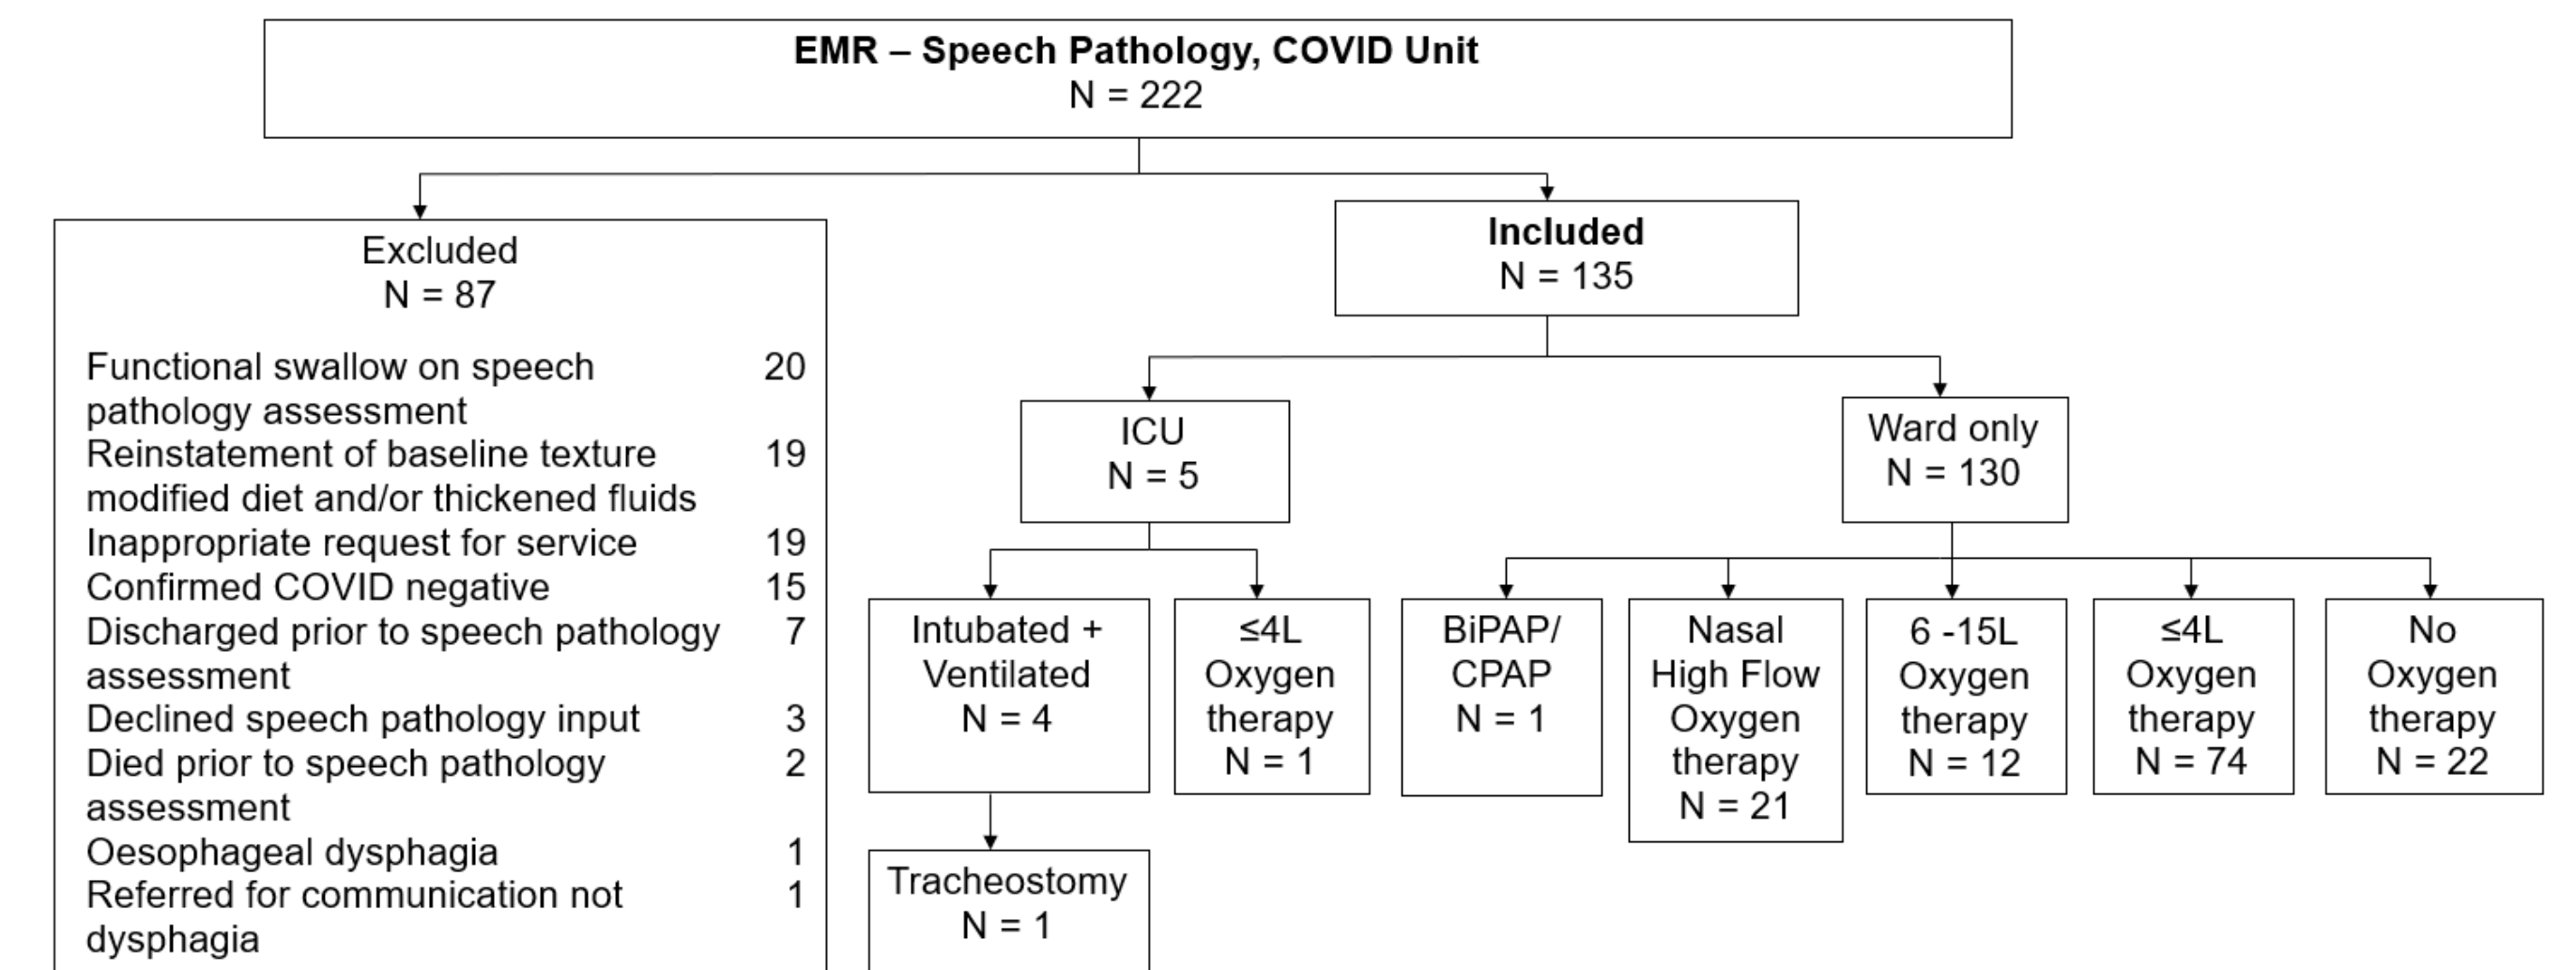 EMR – Speech Pathology, COVID Unit
N = 222
Excluded
N = 87
Functional swallow on speech 20
pathology assessment
Reinstatement of baseline texture 19
modified diet and/or thickened fluids
Inappropriate request for service 19
Confirmed COVID negative 15
Discharged prior to speech pathology 7
assessment
Declined speech pathology input 3
Died prior to speech pathology 2
assessment
Oesophageal dysphagia 1
Referred for communication not 1
dysphagia
Included
N = 135
ICU
N = 5
Ward only
N = 130
Intubated +
Ventilated
N = 4
≤4L
Oxygen
therapy
N = 1
BiPAP/
CPAP
N = 1
Nasal
High Flow
Oxygen
therapy
N = 21
6 -15L
Oxygen
therapy
N = 12
≤4L
Oxygen
therapy
N = 74
No
Oxygen
therapy
N = 22
Tracheostomy
N = 1